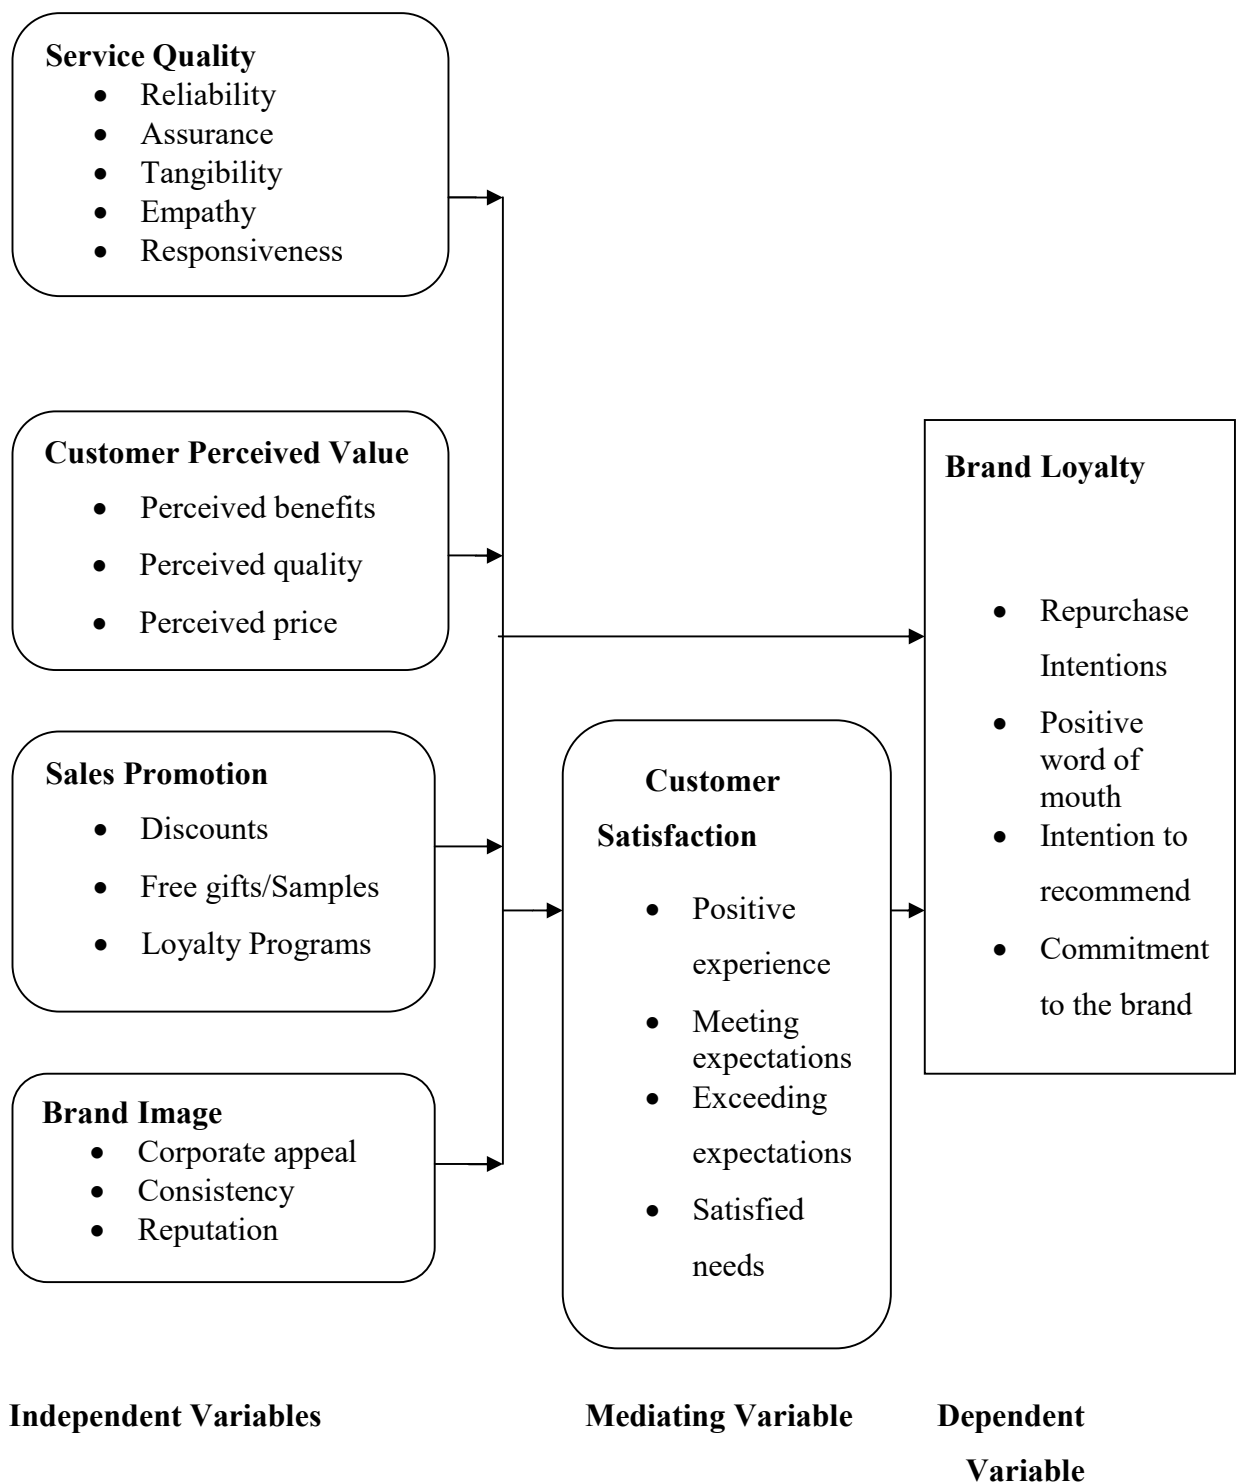 Service Quality
• Reliability
• Assurance
• Tangibility
• Empathy
• Responsiveness
Customer Perceived Value
• Perceived benefits
• Perceived quality
• Perceived price
Sales Promotion
• Discounts
• Free gifts/Samples
• Loyalty Programs
Brand Image
• Corporate appeal
• Consistency
• Reputation
Customer
Satisfaction
• Positive
experience
• Meeting
expectations
• Exceeding
expectations
• Satisfied
needs
Brand Loyalty
• Repurchase
Intentions
• Positive
word of
mouth
• Intention to
recommend
• Commitment
to the brand
Independent Variables
Mediating Variable
Dependent
Variable